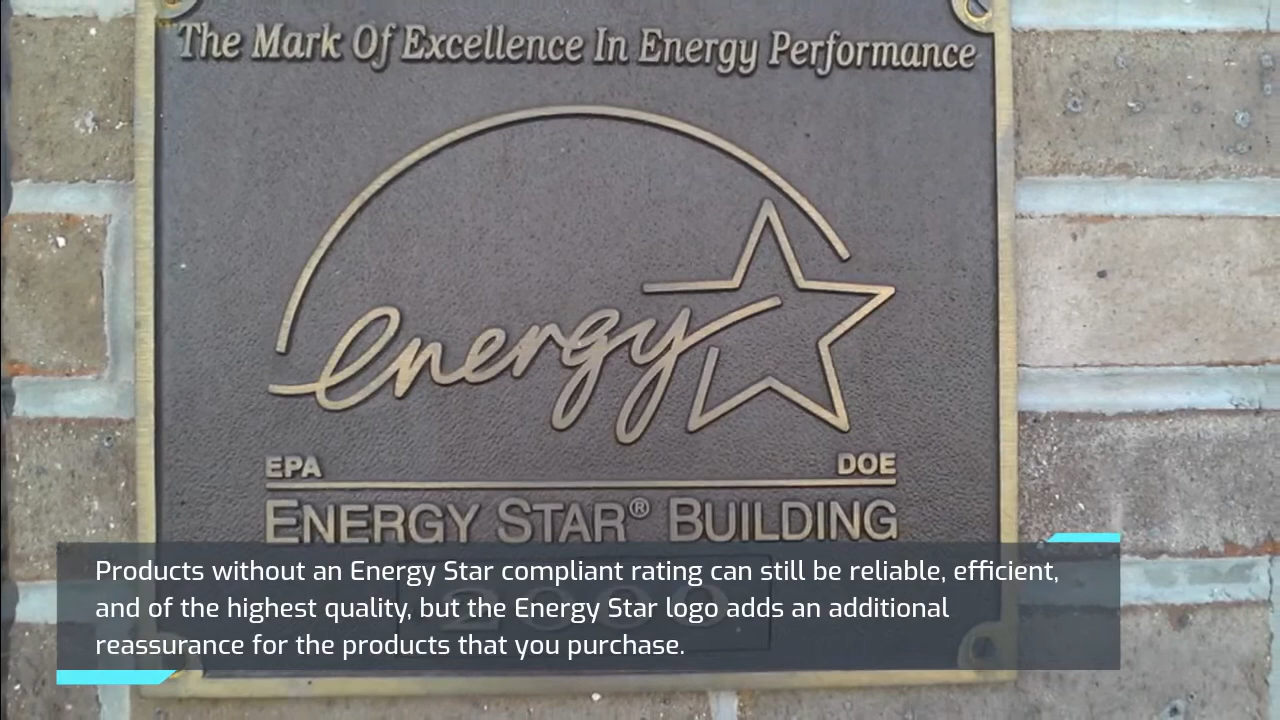 The Mark Of Excellence In Energy Performance
energy
EPA DOE
ENERGY STAR® BUILDING
Products without an Energy Star compliant rating can still be reliable, efficient,
and of the highest quality, but the Energy Star logo adds an additional
reassurance for the products that you purchase.